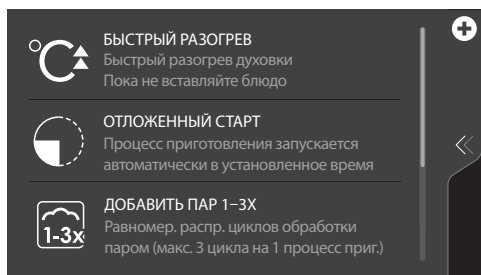 БЫСТРЫЙ РАЗОГРЕВ
Быстрый разогрев духовки
Пока не вставляйте блюдо
ОТЛОЖЕННЫЙ СТАРТ
Процесс приготовления запускается
автоматически в установленное время
ДОБАВИТЬ ПАР 1–3X
1-3x
Равномер. распр. циклов обработки
паром (макс. 3 цикла на 1 процесс приг.)